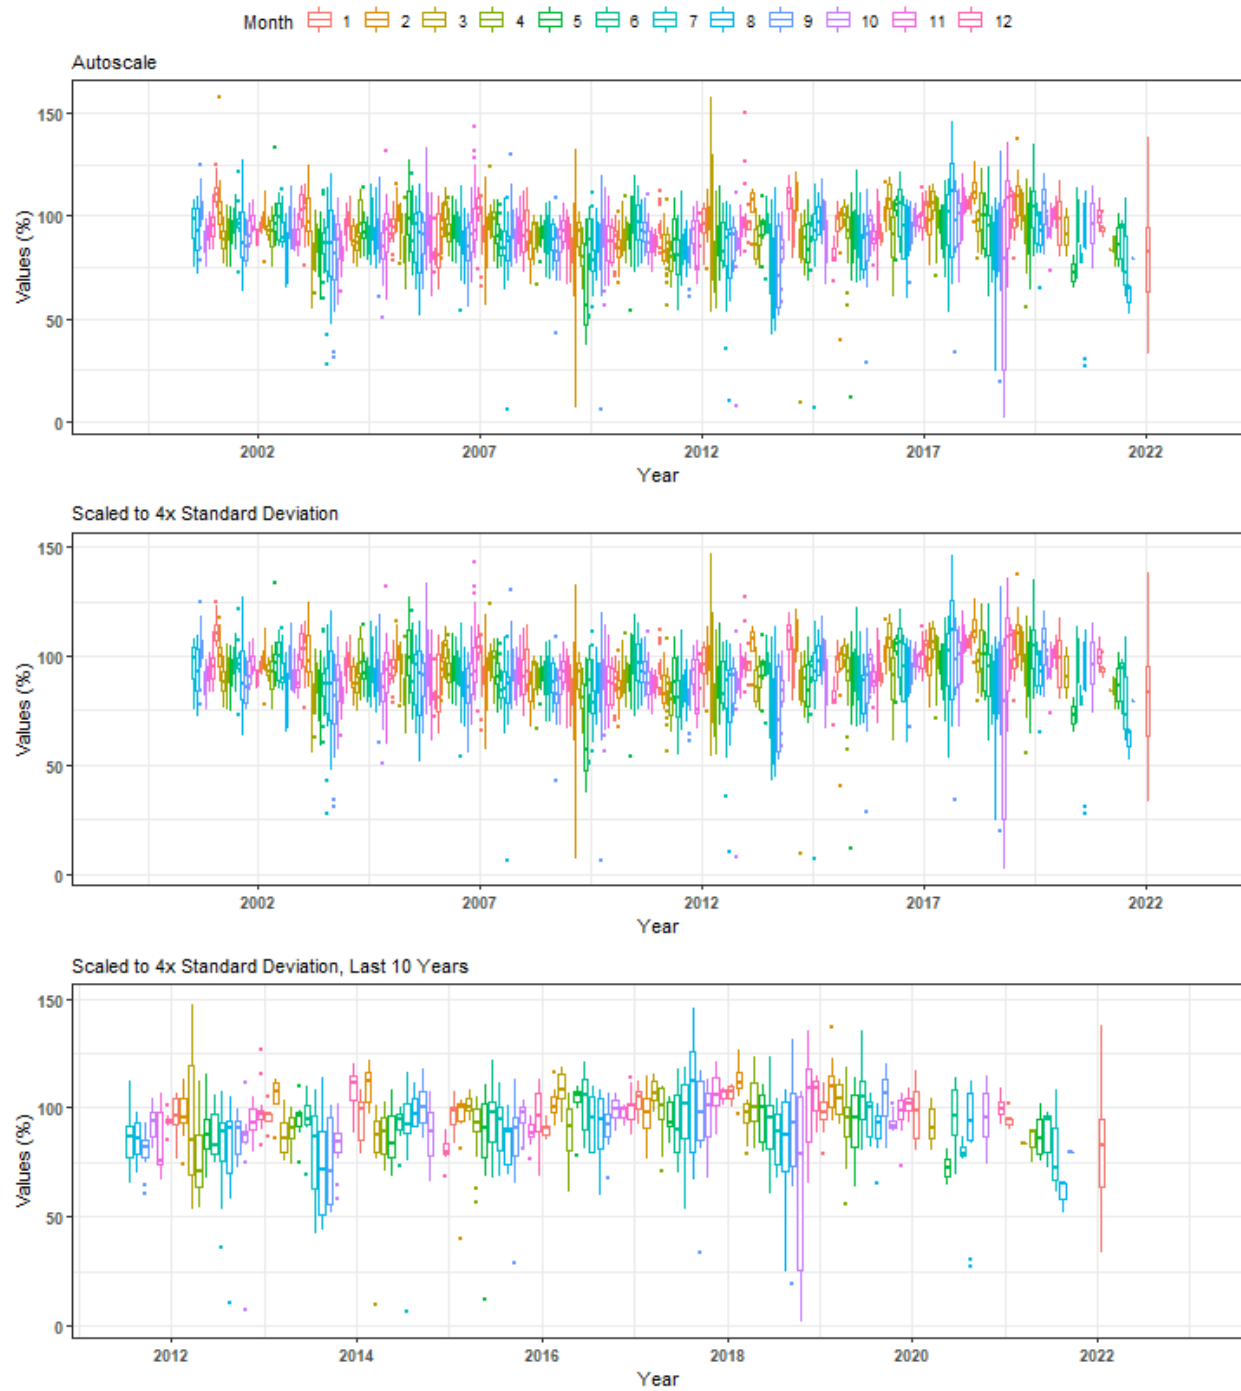 Month 1 2 3 4 5 6 7 8 9 10 11 12
Autoscale
150
100
50
0
Values (%)
2002 2007 2012 2017 2022
Year
Scaled to 4x Standard Deviation
150
100
50
0
Values (%)
2002 2007 2012 2017 2022
Year
Scaled to 4x Standard Deviation, Last 10 Years
150
100
50
0
Values (%)
2012 2014 2016 2018 2020 2022
Year